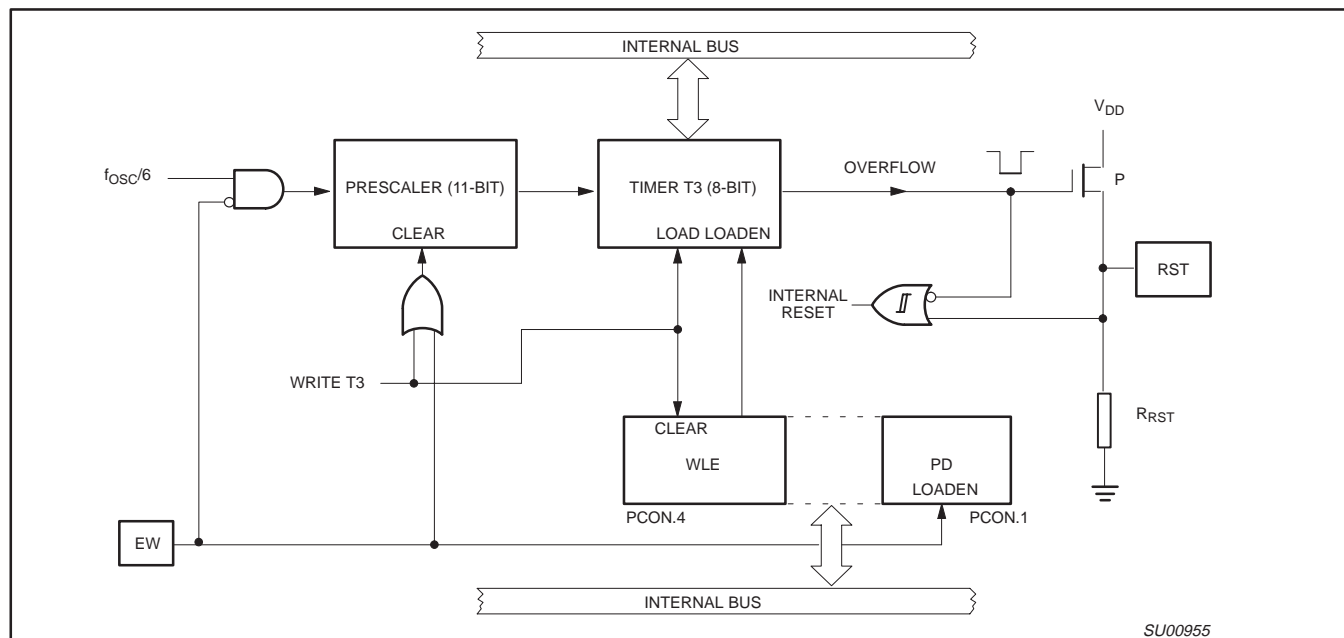 INTERNAL BUS
VDD
fOSC/6
PRESCALER (11-BIT)
CLEAR
TIMER T3 (8-BIT)
LOAD LOADEN
OVERFLOW
P
RST
INTERNAL
RESET
WRITE T3
CLEAR
WLE
PCON.4
PD
LOADEN
PCON.1
RRST
EW
INTERNAL BUS
SU00955